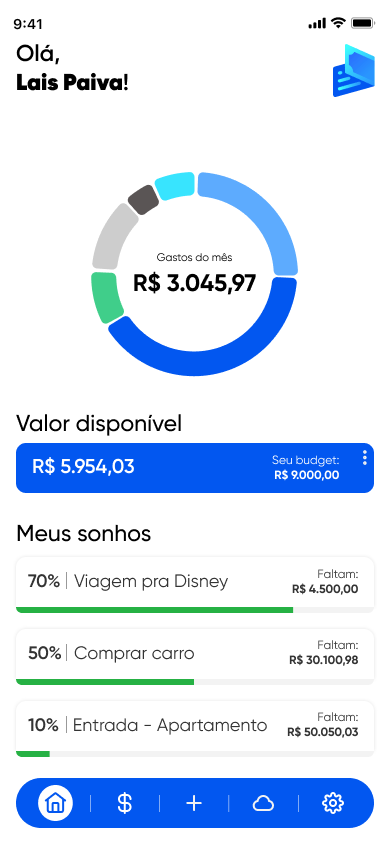 9:41
Olá,
Lais Paiva!
Gastos do mês
R$ 3.045,97
Valor disponível
R$ 5.954,03
Seu budget:
R$ 9.000,00
Meus sonhos
70% | Viagem pra Disney
Faltam:
R$ 4.500,00
50% | Comprar carro
Faltam:
R$ 30.100,98
10% | Entrada - Apartamento
Faltam:
R$ 50.050,03